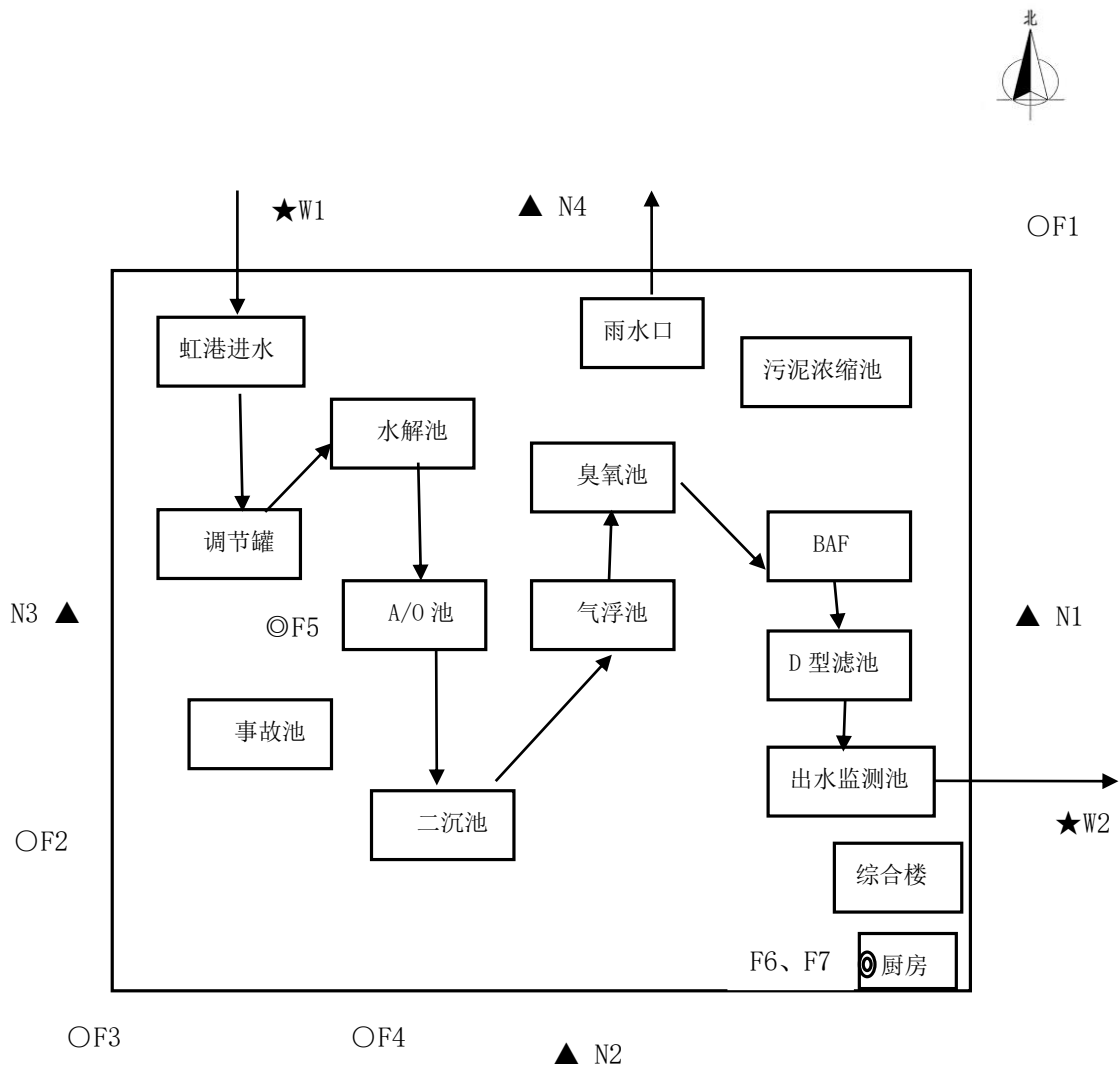 北
★W1
▲ N4
○F1
虹港进水
雨水口
污泥浓缩池
水解池
臭氧池
调节罐
BAF
N3 ▲
◎F5
A/O 池
气浮池
▲ N1
D 型滤池
事故池
出水监测池
二沉池
★W2
○F2
综合楼
F6、F7
◎厨房
○F3
○F4
▲ N2